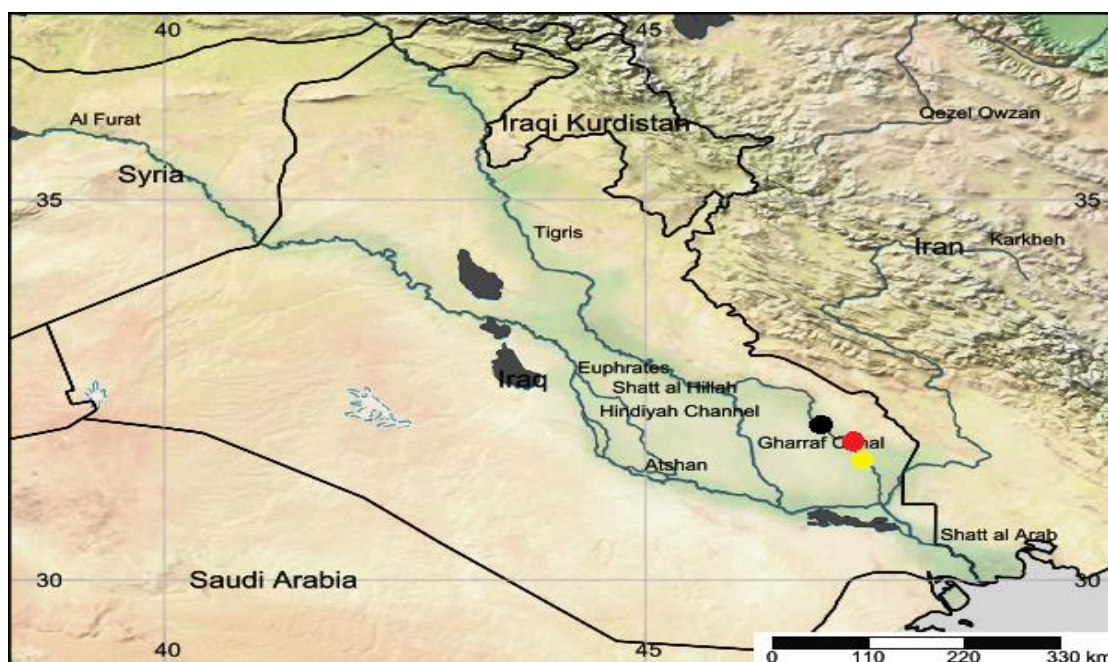 40 45
Al Furat
Qezel Owzan
Iraqi Kurdistan
Syria
35 35
Tigris
Iran
Karkheh
Euphrates
Iraq
Shatt al Hillah
Hindiyah Channel
Gharraf Canal
Atshan
Shatt al Arab
30 Saudi Arabia 30
40 45
0 110 220 330 km